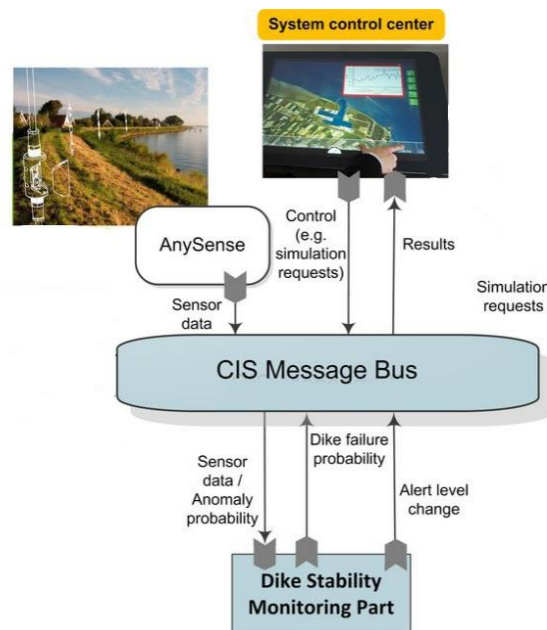 System control center
AnySense
Control
(e.g.
simulation
requests)
Results
Sensor
data
Simulation
requests
CIS Message Bus
Sensor
data /
Anomaly
probability
Dike failure
probability
Alert level
change
Dike Stability
Monitoring Part